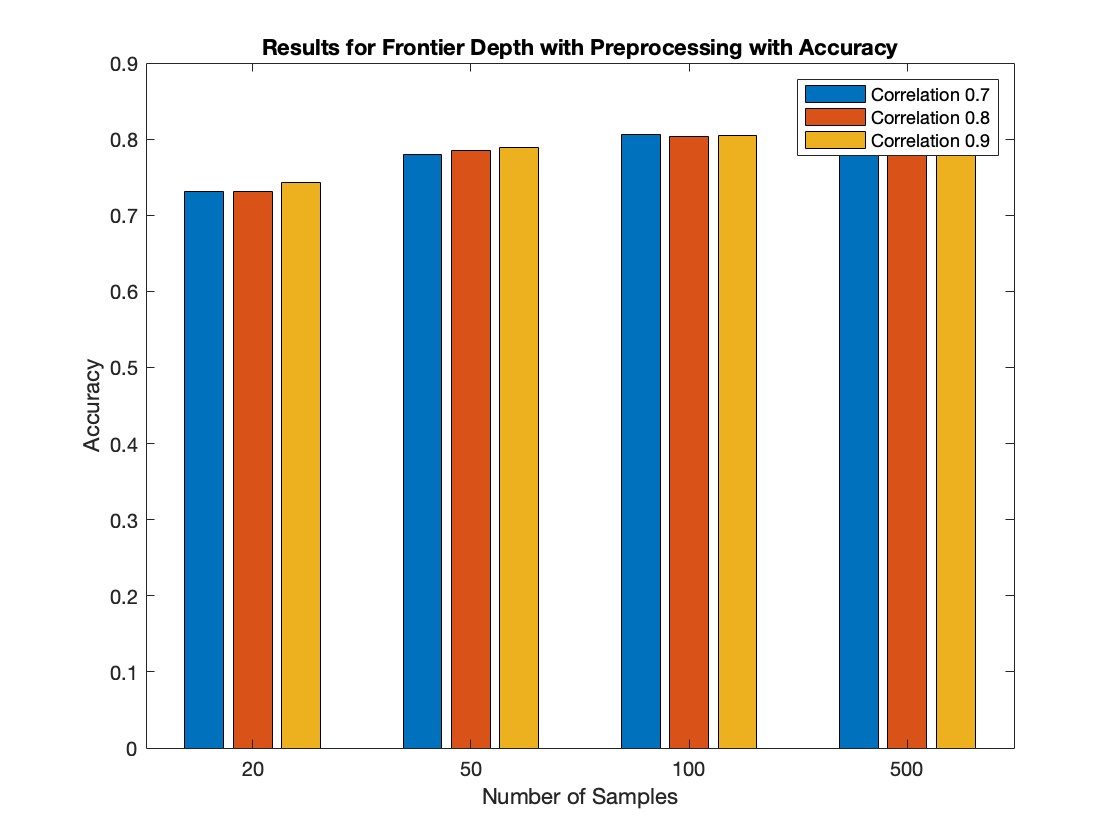 Results for Frontier Depth with Preprocessing with Accuracy
0.9
0.8
0.7
0.6
0.5
0.4
0.3
0.2
0.1
0
Accuracy
Correlation 0.7
Correlation 0.8
Correlation 0.9
20 50 100 500
Number of Samples